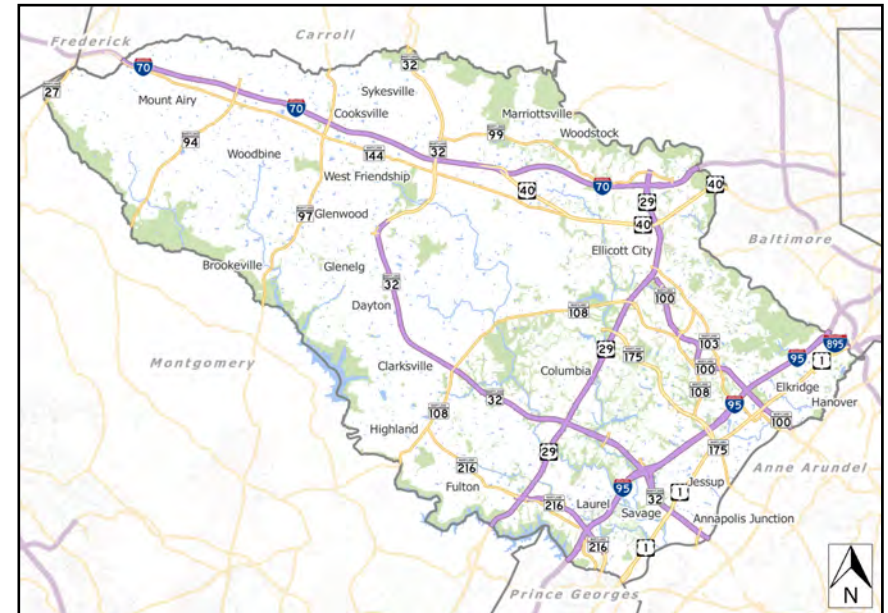 Carroll
Frederick
32
70
27
Mount Airy
70
Sykesville
Cooksville
Marriottsville
99
Woodstock
94
144
32
Woodbine
West Friendship
40
70
40
29
97
Glenwood
40
Ellicott City
Baltimore
Brookeville
Glenelg
32
100
Dayton
108
103
895
29
175
95
1
Montgomery
Clarksville
Columbia
100
Elkridge
32
108
95
Hanover
108
100
Highland
29
175
Anne Arundel
216
Fulton
95
Jessup
1
32
216
Laurel
Savage
Annapolis Junction
216
1
Prince Georges
N